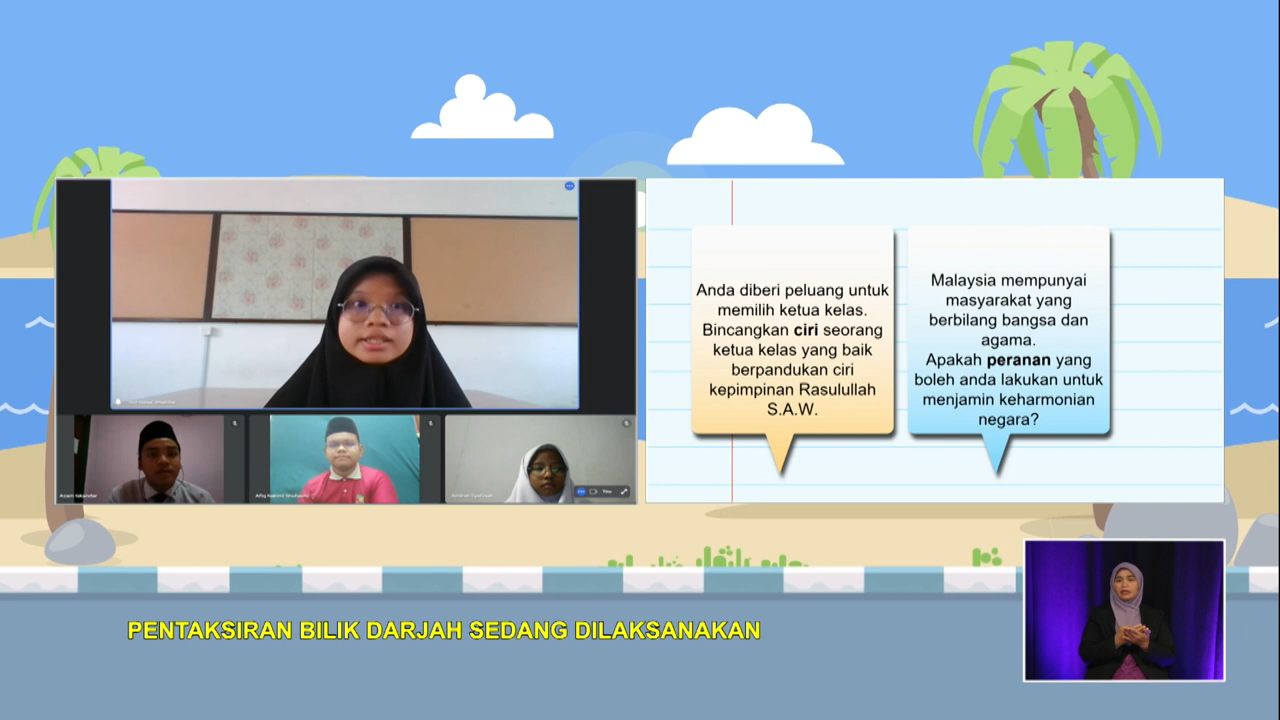 Anda diberi peluang untuk
memilih ketua kelas.
Bincangkan ciri seorang
ketua kelas yang baik
berpandukan ciri
kepimpinan Rasulullah
S.A.W.
Malaysia mempunyai
masyarakat yang
berbilang bangsa dan
agama.
Apakah peranan yang
boleh anda lakukan untuk
menjamin keharmonian
negara?
PENTAKSIRAN BILIK DARJAH SEDANG DILAKSANAKAN